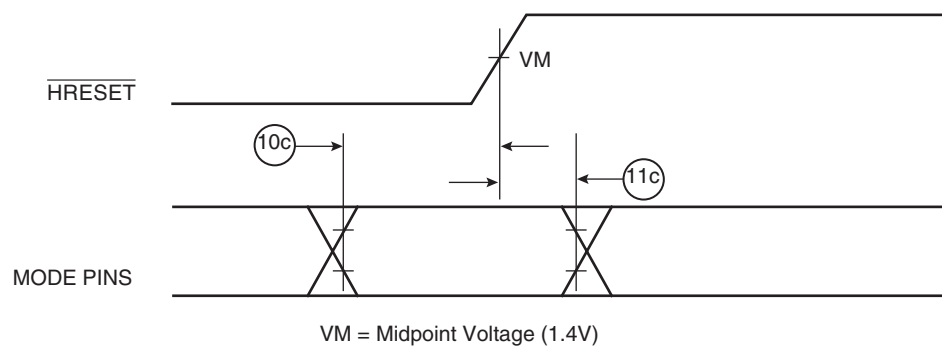 VM
HRESET
10c
11c
MODE PINS
VM = Midpoint Voltage (1.4V)